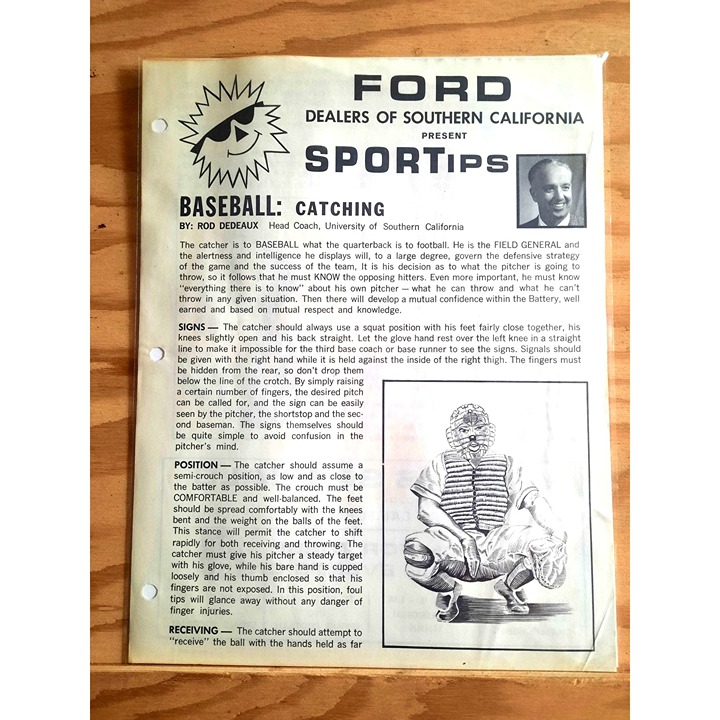 FORD
DEALERS OF SOUTHERN CALIFORNIA
PRESENT
SPORTIPS
BASEBALL: CATCHING
BY: ROD DEDEAUX Head Coach, University of Southern California
The catcher is to BASEBALL what the quarterback is to football. He is the FIELD GENERAL and
the alertness and intelligence he displays will, to a large degree, govern the defensive strategy
of the game and the success of the team, It is his decision as to what the pitcher is going to
throw, so it follows that he must KNOW the opposing hitters. Even more important, he must know
"everything there is to know" about his own pitcher — what he can throw and what he can't
throw in any given situation. Then there will develop a mutual confidence within the Battery, well
earned and based on mutual respect and knowledge.
SIGNS — The catcher should always use a squat position with his feet fairly close together, his
knees slightly open and his back straight. Let the glove hand rest over the left knee in a straight
line to make it impossible for the third base coach or base runner to see the signs. Signals should
be given with the right hand while it is held against the inside of the right thigh. The fingers must
be hidden from the rear, so don't drop them
below the line of the crotch. By simply raising
a certain number of fingers, the desired pitch
can be called for, and the sign can be easily
seen by the pitcher, the shortstop and the sec-
ond baseman. The signs themselves should
be quite simple to avoid confusion in the
pitcher's mind.
POSITION — The catcher should assume a
semi-crouch position, as low and as close to
the batter as possible. The crouch must be
COMFORTABLE and well-balanced. The feet
should be spread comfortably with the knees
bent and the weight on the balls of the feet.
This stance will permit the catcher to shift
rapidly for both receiving and throwing. The
catcher must give his pitcher a steady target
with his glove, while his bare hand is cupped
loosely and his thumb enclosed so that his
fingers are not exposed. In this position, foul
tips will glance away without any danger of
finger injuries.
RECEIVING — The catcher should attempt to
"receive" the ball with the hands held as far